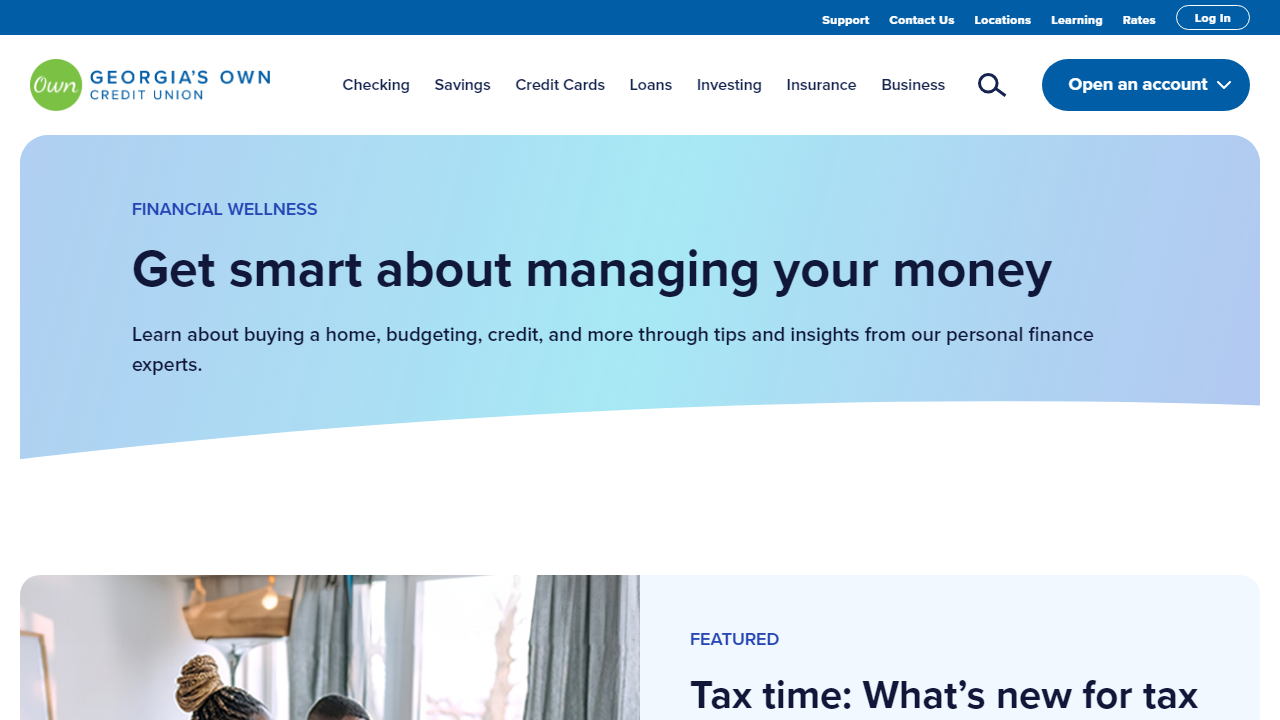 Support Contact Us Locations Learning Rates Log In
Own GEORGIA'S OWN
CREDIT UNION
Checking Savings Credit Cards Loans Investing Insurance Business Open an account
FINANCIAL WELLNESS
Get smart about managing your money
Learn about buying a home, budgeting, credit, and more through tips and insights from our personal finance
experts.
FEATURED
Tax time: What’s new for tax